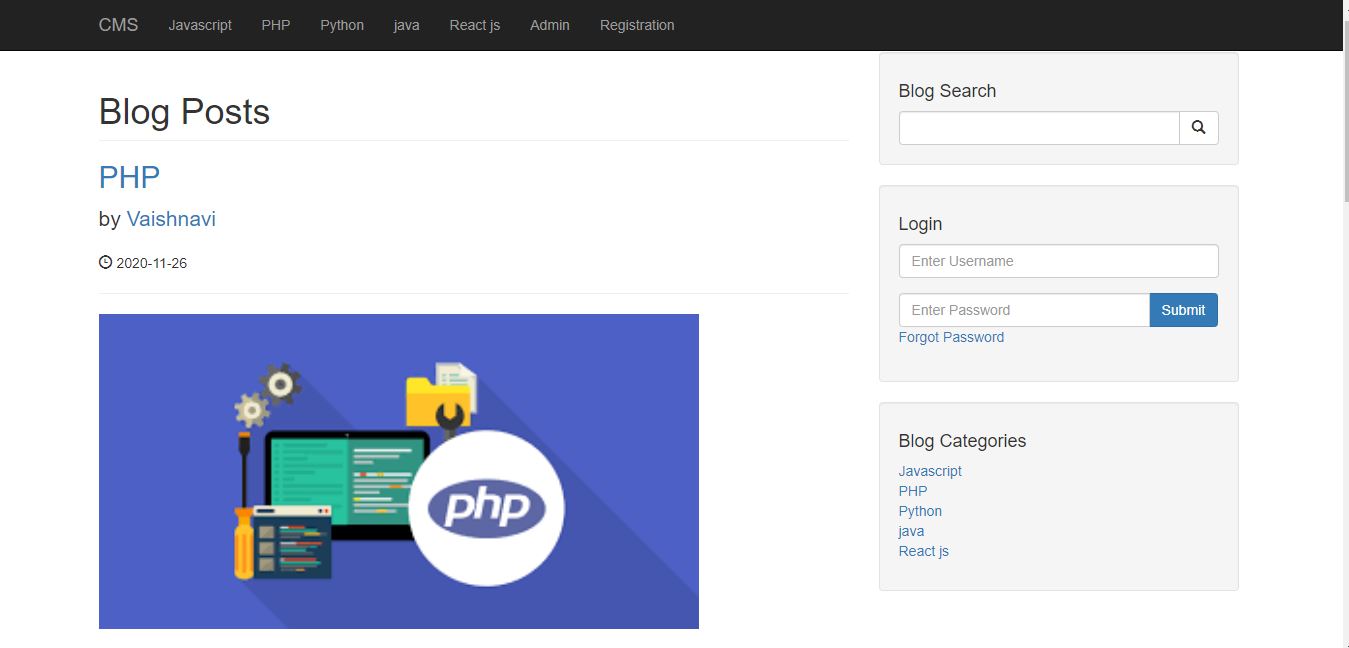 CMS Javascript PHP Python java React js Admin Registration
Blog Posts
PHP
by Vaishnavi
2020-11-26
php
Blog Search
Login
Enter Username
Enter Password Submit
Forgot Password
Blog Categories
Javascript
PHP
Python
java
React js